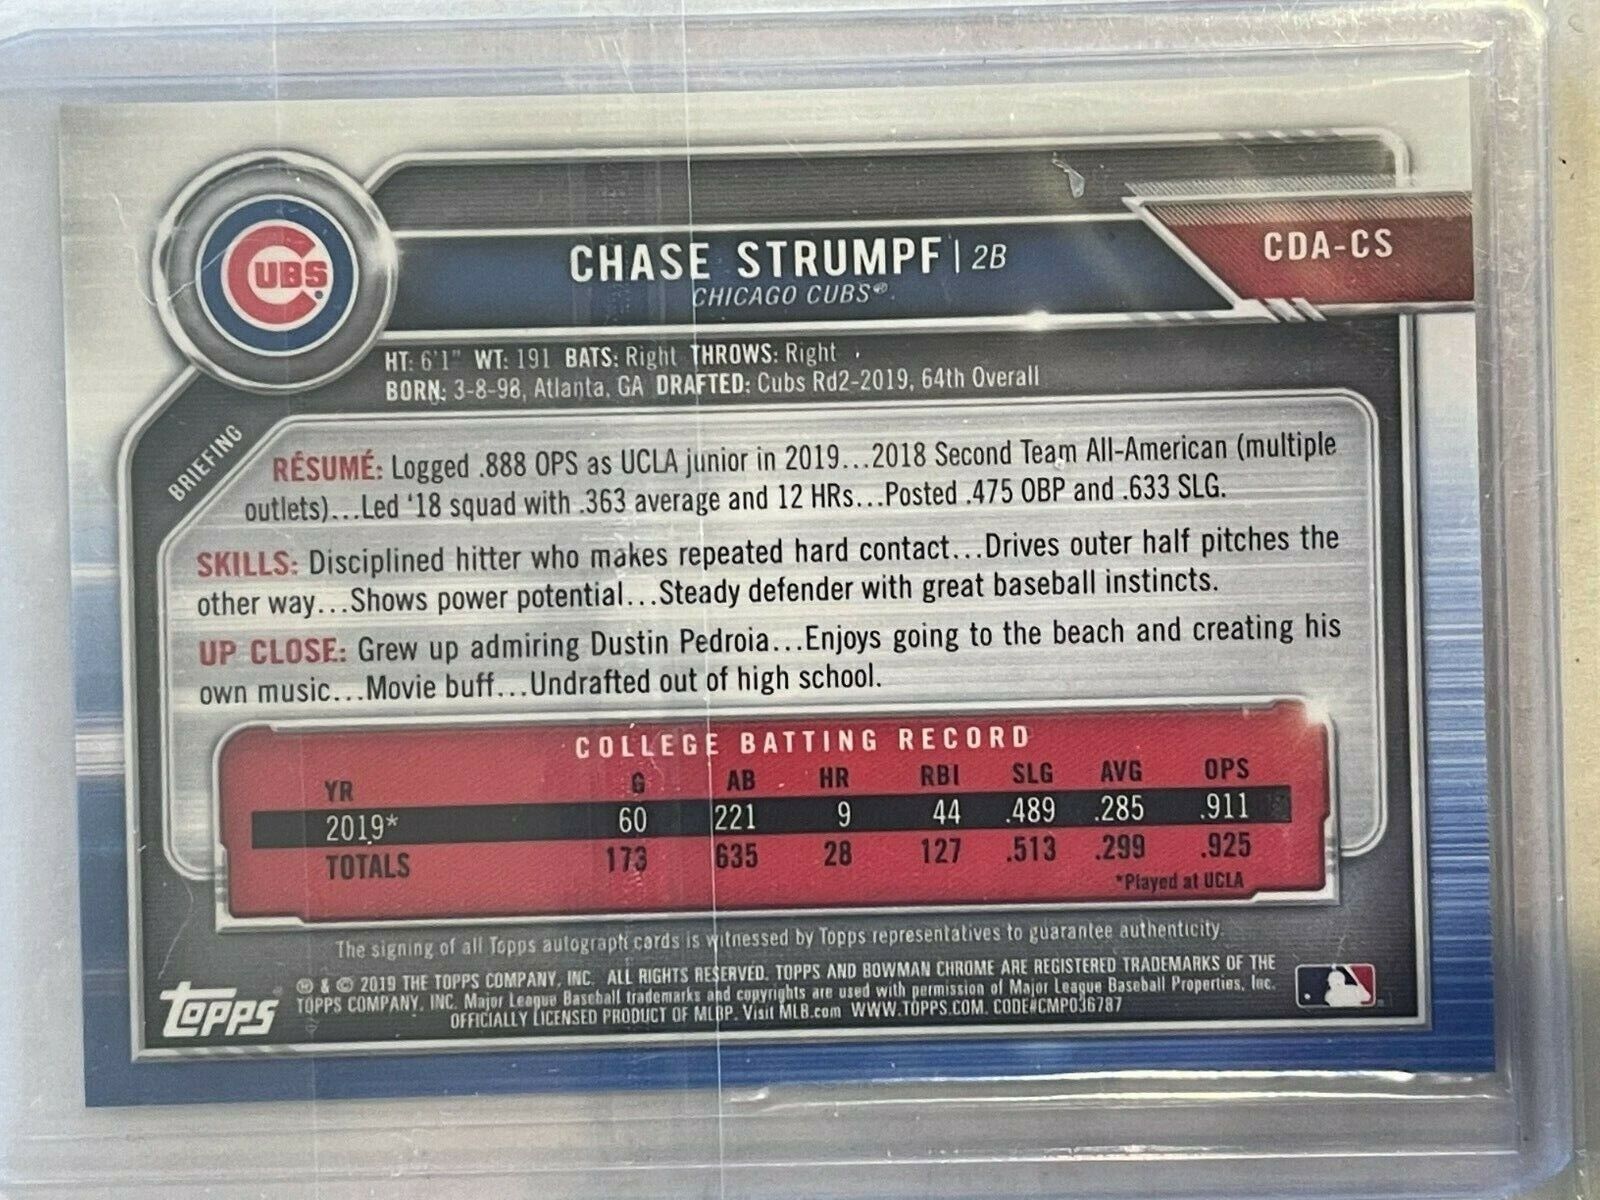 CUBS
CHASE STRUMPF | 2B
CHICAGO CUBS®
CDA-CS
HT: 6'1" WT: 191 BATS: Right THROWS: Right
BORN: 3-8-98, Atlanta, GA DRAFTED: Cubs Rd2-2019, 64th Overall
BRIEFING
RÉSUMÉ: Logged .888 OPS as UCLA junior in 2019...2018 Second Team All-American (multiple
outlets)...Led '18 squad with .363 average and 12 HRs...Posted .475 OBP and .633 SLG.
SKILLS: Disciplined hitter who makes repeated hard contact...Drives outer half pitches the
other way...Shows power potential...Steady defender with great baseball instincts.
UP CLOSE: Grew up admiring Dustin Pedroia...Enjoys going to the beach and creating his
own music...Movie buff...Undrafted out of high school.
COLLEGE BATTING RECORD
YR G AB HR RBI SLG AVG OPS
2019* 60 221 9 44 .489 .285 .911
TOTALS 173 635 28 127 .513 .299 .925
*Played at UCLA
The signing of all Topps autograph cards is witnessed by Topps representatives to guarantee authenticity.
TOPPS®
® & © 2019 THE TOPPS COMPANY, INC. ALL RIGHTS RESERVED. TOPPS AND BOWMAN CHROME ARE REGISTERED TRADEMARKS OF THE
TOPPS COMPANY, INC. Major League Baseball trademarks and copyrights are used with permission of Major League Baseball Properties, Inc.
OFFICIALLY LICENSED PRODUCT OF MLBP. Visit MLB.com WWW.TOPPS.COM. CODE#CMP036787